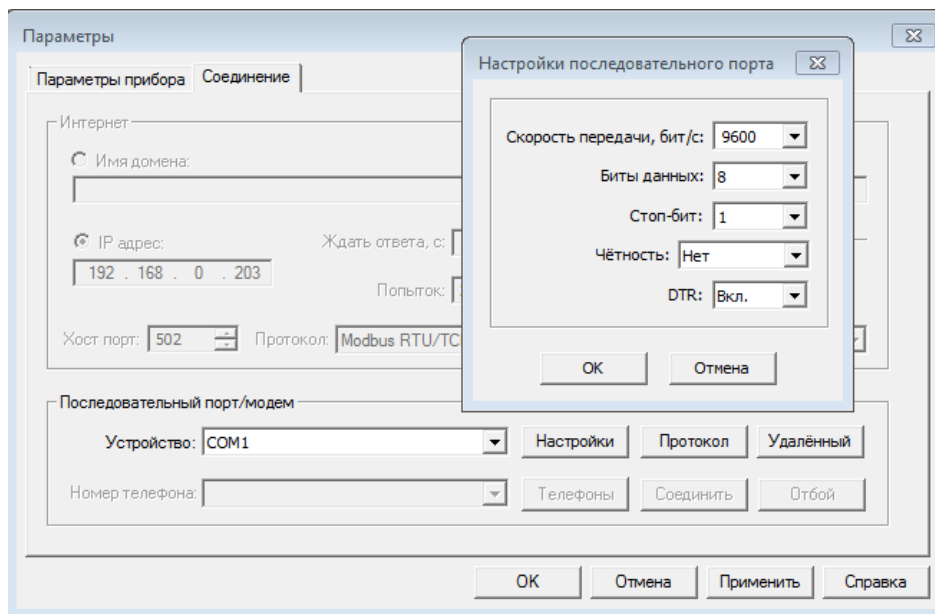 Параметры
Параметры прибора
Соединение
Интернет
Имя домена:
IP адрес:
Ждать ответа, с:
192 . 168 . 0 . 203
Попыток:
Хост порт:
502
Протокол:
Modbus RTU/TC
Последовательный порт/модем
Устройство:
COM1
Настройки
Протокол
Удалённый
Номер телефона:
Телефоны
Соединить
Отбой
OK
Отмена
Применить
Справка
Настройки последовательного порта
Скорость передачи, бит/с:
9600
Биты данных:
8
Стоп-бит:
1
Чётность:
Нет
DTR:
Вкл.
OK
Отмена